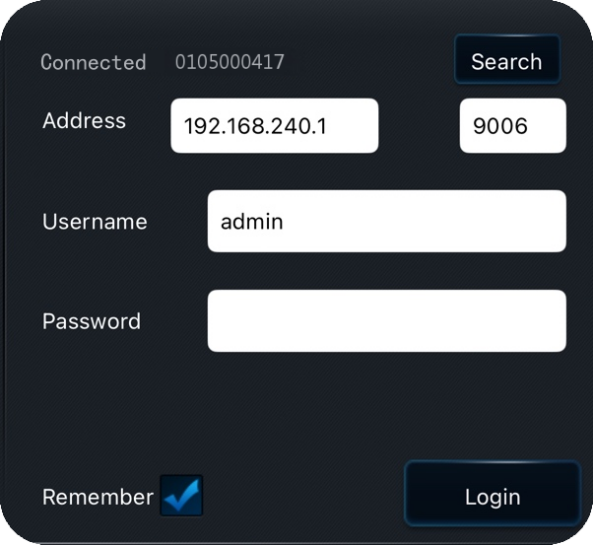 Connected 0105000417 Search
Address 192.168.240.1 9006
Username admin
Password
Remember Login